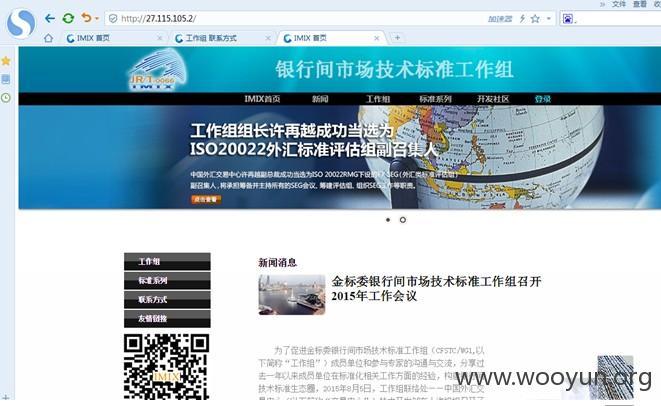 文件 查看
http://27.115.105.2/
加速器
IMIX 首页
工作组 联系方式
IMIX 首页
JR/T-0066
IMIX
银行间市场技术标准工作组
IMIX首页 新闻 工作组 标准系列 开发社区 登录
工作组组长许再越成功当选为
ISO20022外汇标准评估组副召集人
中国外汇交易中心许再越副总裁成功当选为ISO 20022RMG下设的FX SEG(外汇类标准评估组)
副召集人,将承担筹备并主持所有的SEG会议、筹建评估组、组织SEG工作等职责。
点击查看
工作组
标准系列
联系方式
友情链接
IMIX
新闻消息
金标委银行间市场技术标准工作组召开
2015年工作会议
为了促进金标委银行间市场技术标准工作组(CFSTC/WG1,以
下简称“工作组”)成员单位和参与专家的沟通与交流,分享过
去一年以来成员单位在标准化相关工作方面的经验,构建
技术标准生态圈,2015年8月5日,工作组联络处——中国外汇
www.wooyun.org